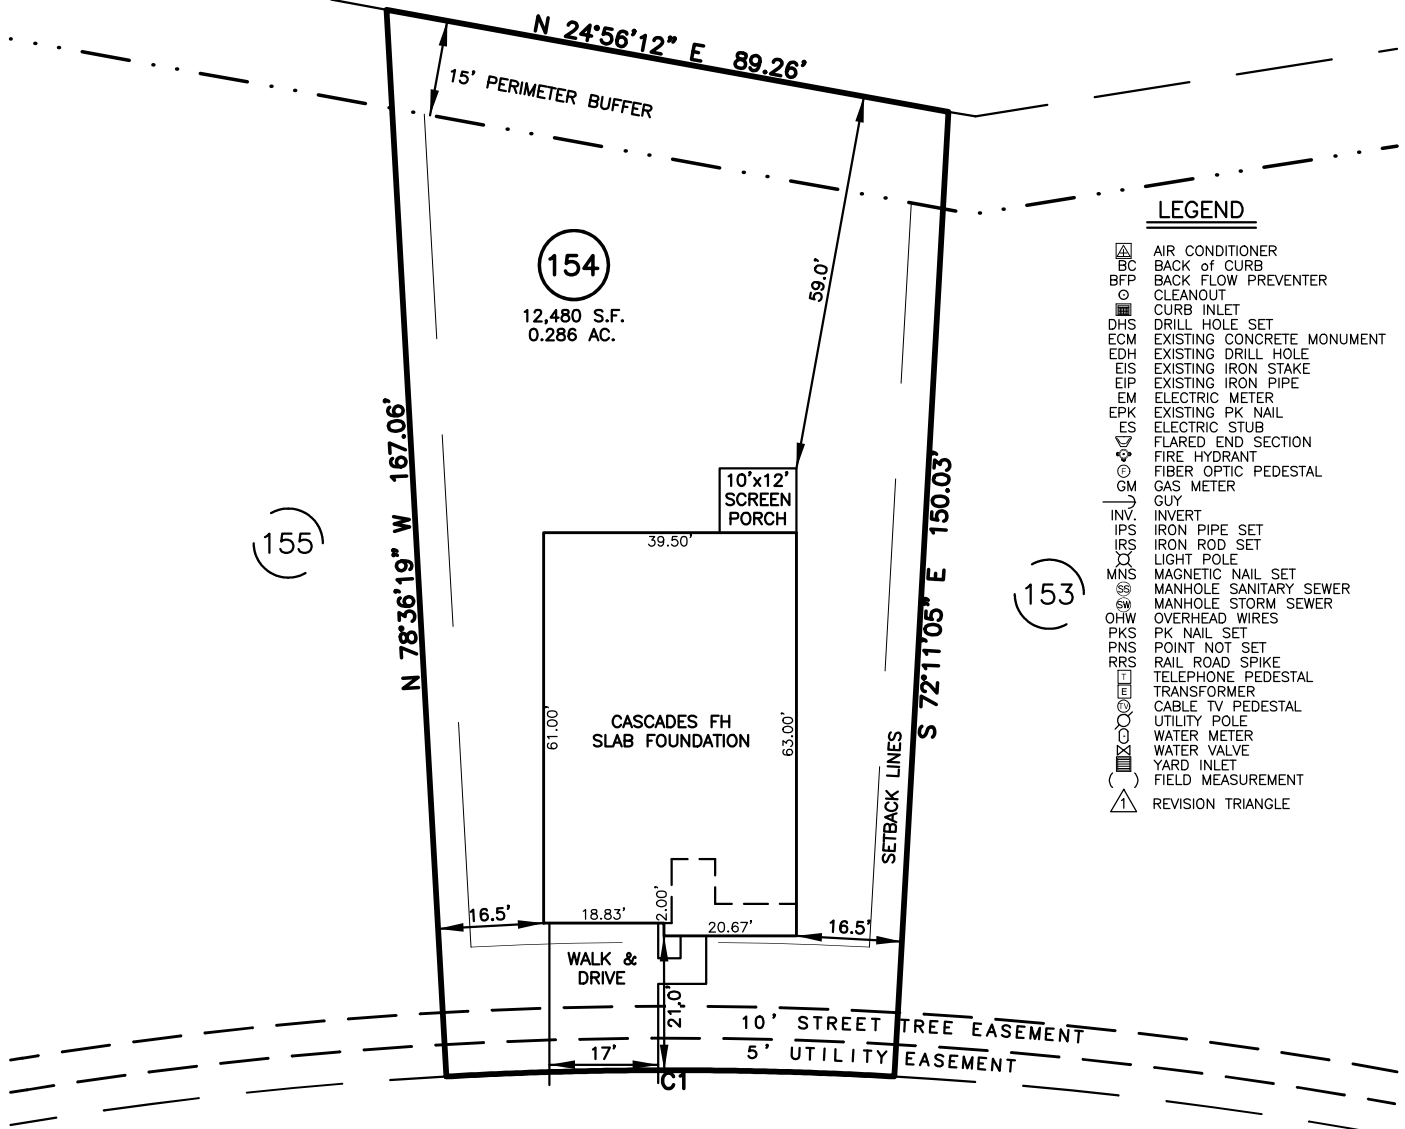 N 24°56'12" E 89.26'
15' PERIMETER BUFFER
154
12,480 S.F.
0.286 AC.
59.0'
N 78°36'19" W 167.06'
S 72°11'05" E 150.03'
155
153
10'x12'
SCREEN
PORCH
39.50'
61.00'
63.00'
CASCADES FH
SLAB FOUNDATION
SETBACK LINES
16.5'
18.83'
2.00'
20.67'
16.5'
WALK &
DRIVE
21.0'
17'
C1
10' STREET TREE EASEMENT
5' UTILITY EASEMENT
LEGEND
AIR CONDITIONER
BC BACK of CURB
BFP BACK FLOW PREVENTER
CLEANOUT
CURB INLET
DHS DRILL HOLE SET
ECM EXISTING CONCRETE MONUMENT
EDH EXISTING DRILL HOLE
EIS EXISTING IRON STAKE
EIP EXISTING IRON PIPE
EM ELECTRIC METER
EPK EXISTING PK NAIL
ES ELECTRIC STUB
FLARED END SECTION
FIRE HYDRANT
F FIBER OPTIC PEDESTAL
GM GAS METER
GUY
INV. INVERT
IPS IRON PIPE SET
IRS IRON ROD SET
LIGHT POLE
MNS MAGNETIC NAIL SET
SS MANHOLE SANITARY SEWER
SW MANHOLE STORM SEWER
OHW OVERHEAD WIRES
PKS PK NAIL SET
PNS POINT NOT SET
RRS RAIL ROAD SPIKE
T TELEPHONE PEDESTAL
E TRANSFORMER
TV CABLE TV PEDESTAL
UTILITY POLE
WATER METER
WATER VALVE
YARD INLET
( ) FIELD MEASUREMENT
1 REVISION TRIANGLE